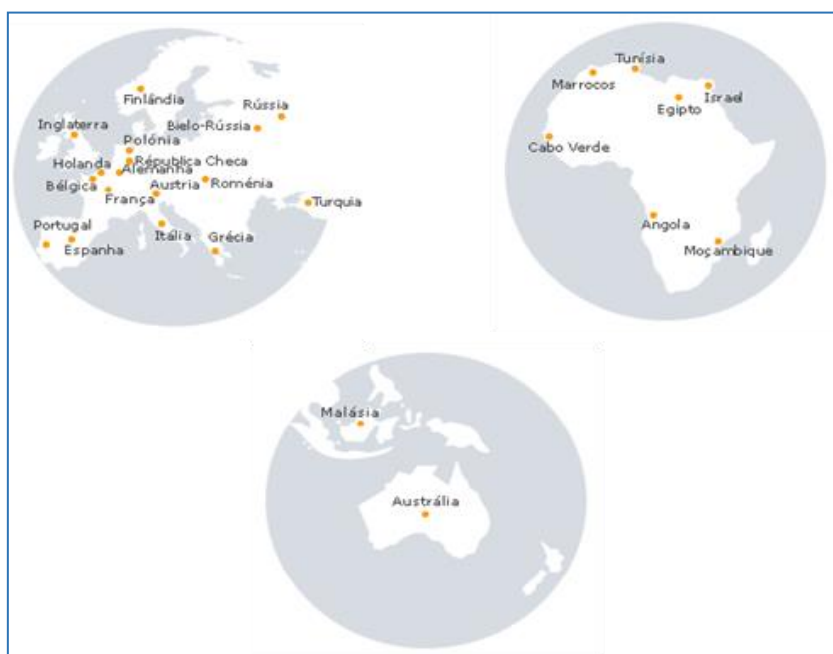 Finlândia
Rússia
Inglaterra
Bielo-Rússia
Polónia
Holanda
Républica Checa
Alemanha
Bélgica
Austria
Roménia
França
Turquia
Portugal
Itália
Grécia
Espanha
Tunísia
Marrocos
Israel
Egipto
Cabo Verde
Angola
Moçambique
Malásia
Austrália